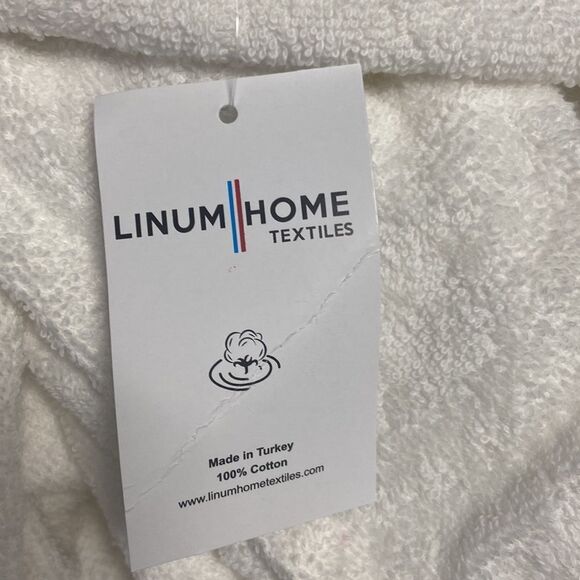 LINUM HOME
TEXTILES
Made in Turkey
100% Cotton
www.linumhometextiles.com